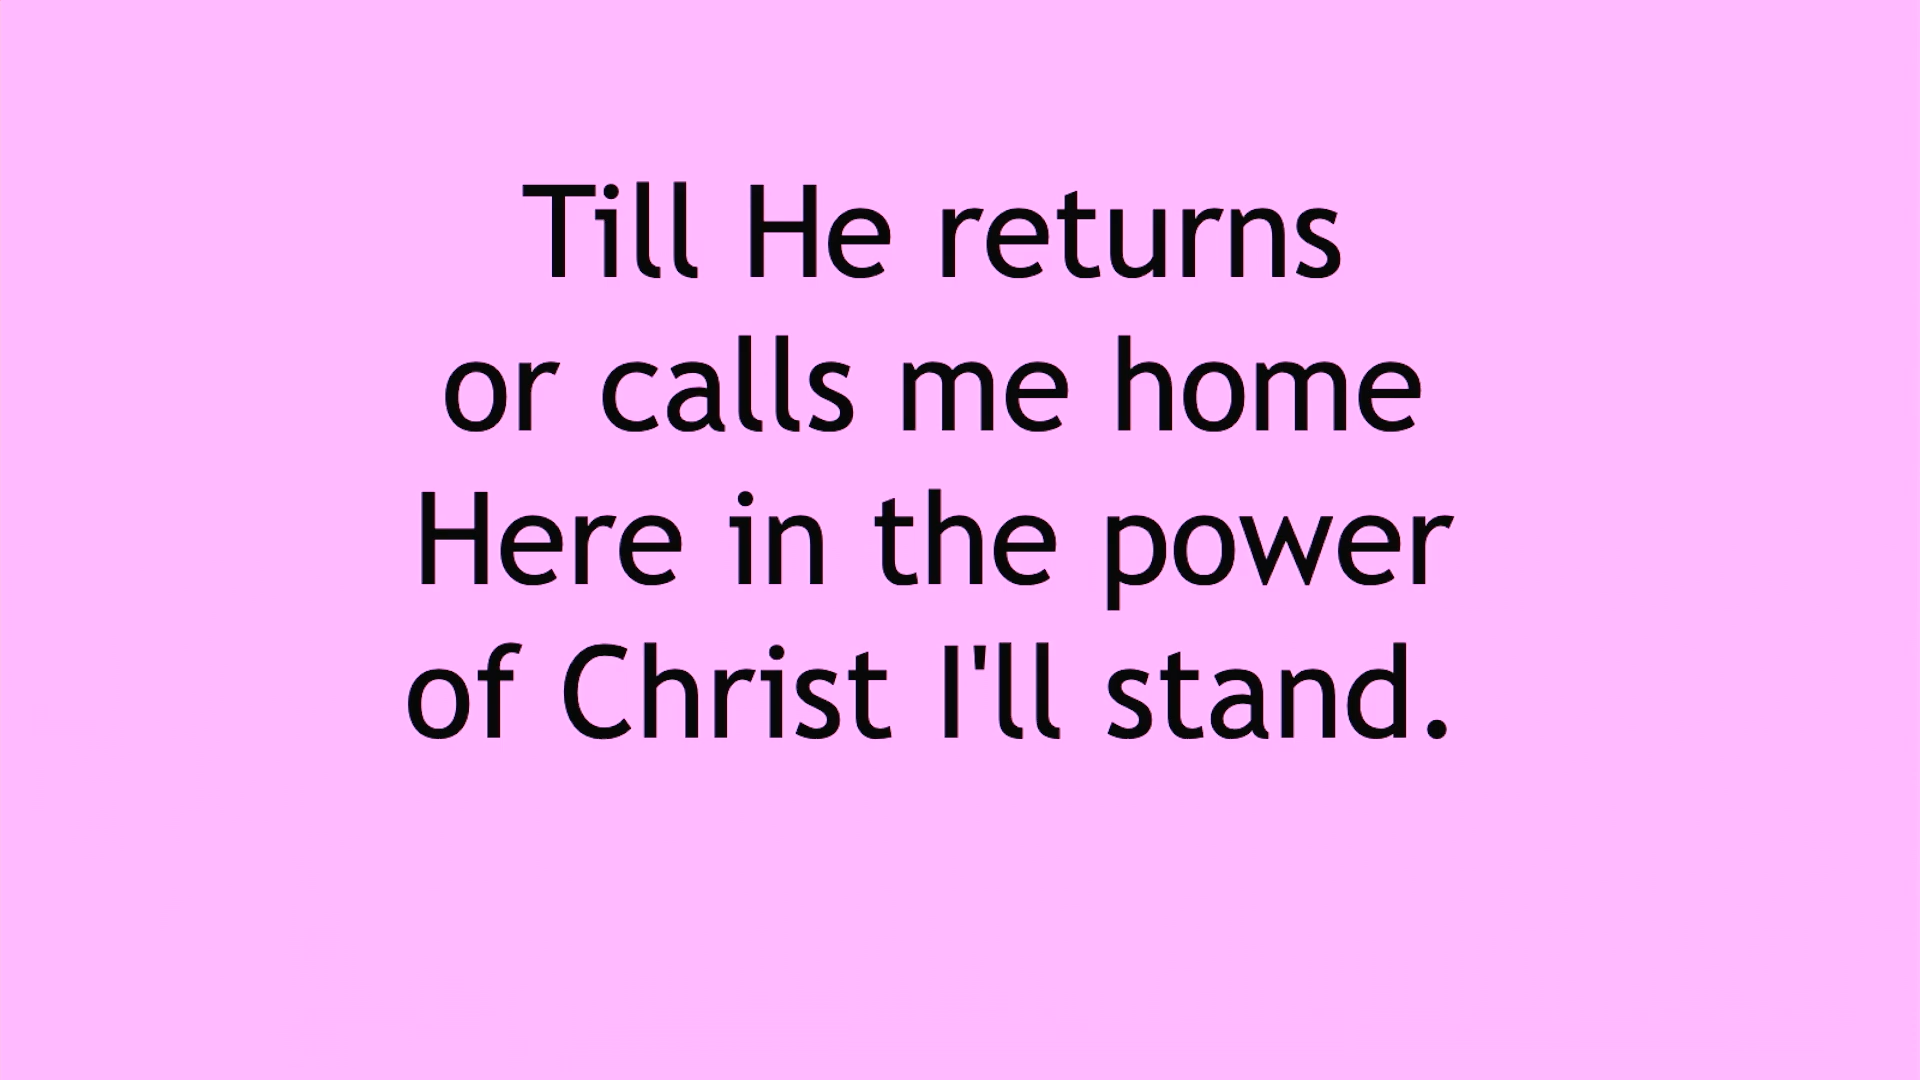 Till He returns
or calls me home
Here in the power
of Christ I'll stand.